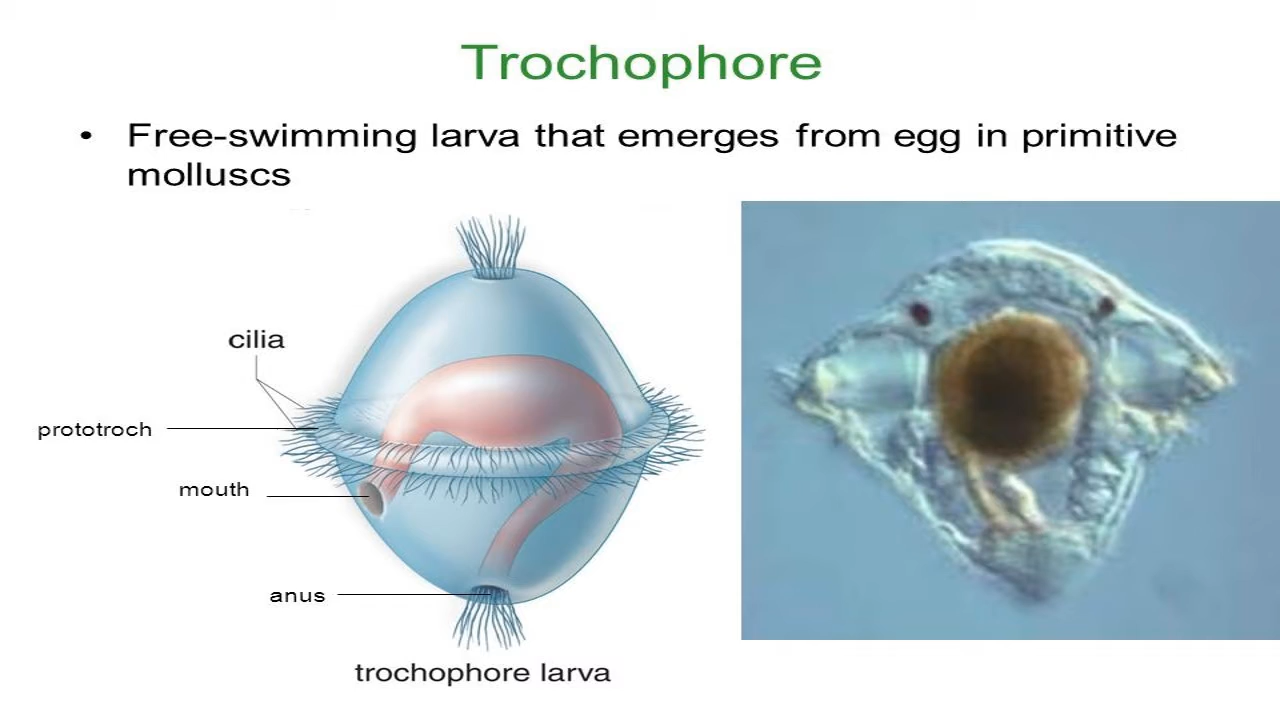 Trochophore
• Free-swimming larva that emerges from egg in primitive
molluscs
cilia
prototroch
mouth
anus
trochophore larva